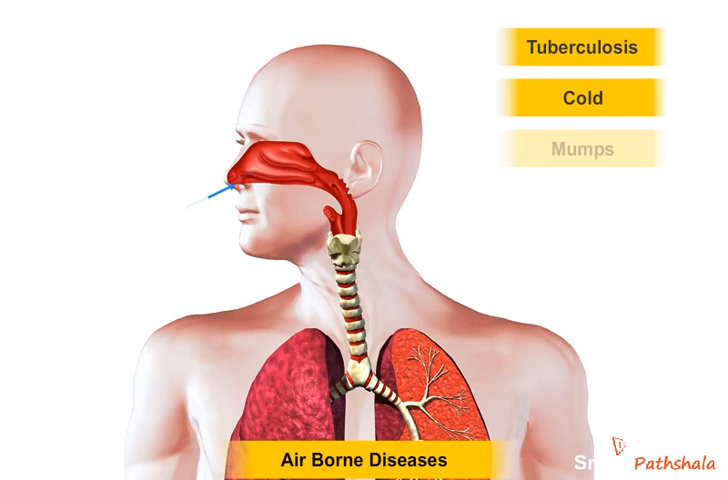 Tuberculosis
Cold
Mumps
Air Borne Diseases
Pathshala